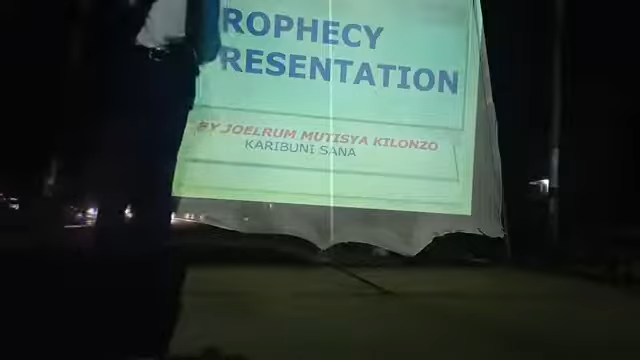 ROPHECY
RESENTATION
BY JOELRUM MUTISYA KILONZO
KARIBUNI SANA